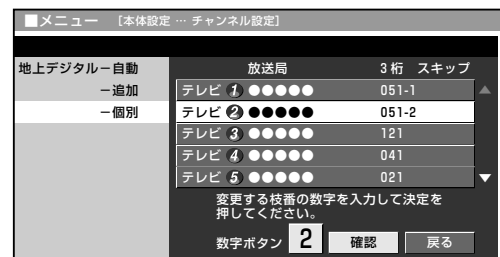 ■メニュー [本体設定 … チャンネル設定]
地上デジタルー自動 放送局 3桁 スキップ
ー追加 テレビ 1 ●●●●● 051-1
ー個別 テレビ 2 ●●●●● 051-2
テレビ 3 ●●●●● 121
テレビ 4 ●●●●● 041
テレビ 5 ●●●●● 021
変更する枝番の数字を入力して決定を
押してください。
数字ボタン 2 確認 戻る